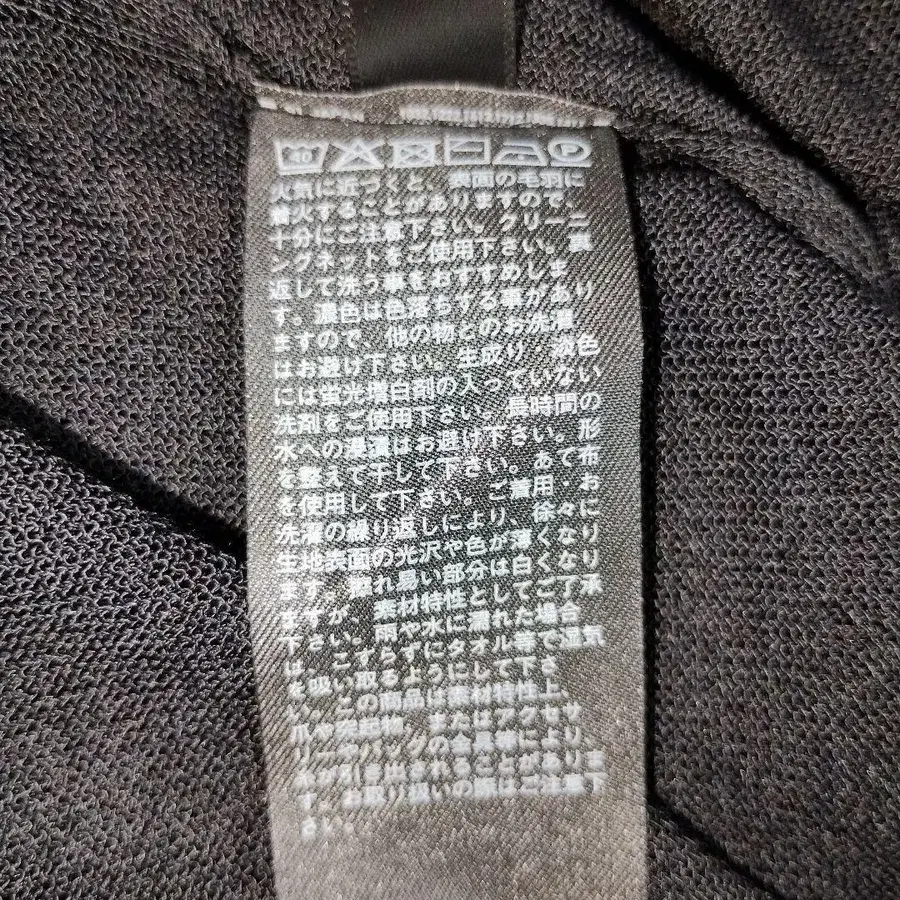 40 P
火気に近づくと、表面の毛羽に
着火することがありますので、
十分にご注意下さい。クリーニ
ングネットをご使用下さい。裏
返して洗う事をおすすめしま
す。濃色は色落ちする事があり
ますので、他の物とのお洗濯
はお避け下さい。生成り・淡色
には蛍光増白剤の入っていない
洗剤をご使用下さい。長時間の
水への浸漬はお避け下さい。形
を整えて干して下さい。あて布
を使用して下さい。ご着用・お
洗濯の繰り返しにより、徐々に
生地表面の光沢や色が薄くなり
ます。擦れ易い部分は白くなり
ますが、素材特性としてご了承
下さい。雨や水に濡れた場合
は、こすらずにタオル等で湿気
を吸い取るようにして下さ
い。この商品は素材特性上、
爪や突起物、またはアクセサ
リーやバッグの金具等により、
糸が引き出されることがありま
す。お取り扱いの際はご注意下
さい。